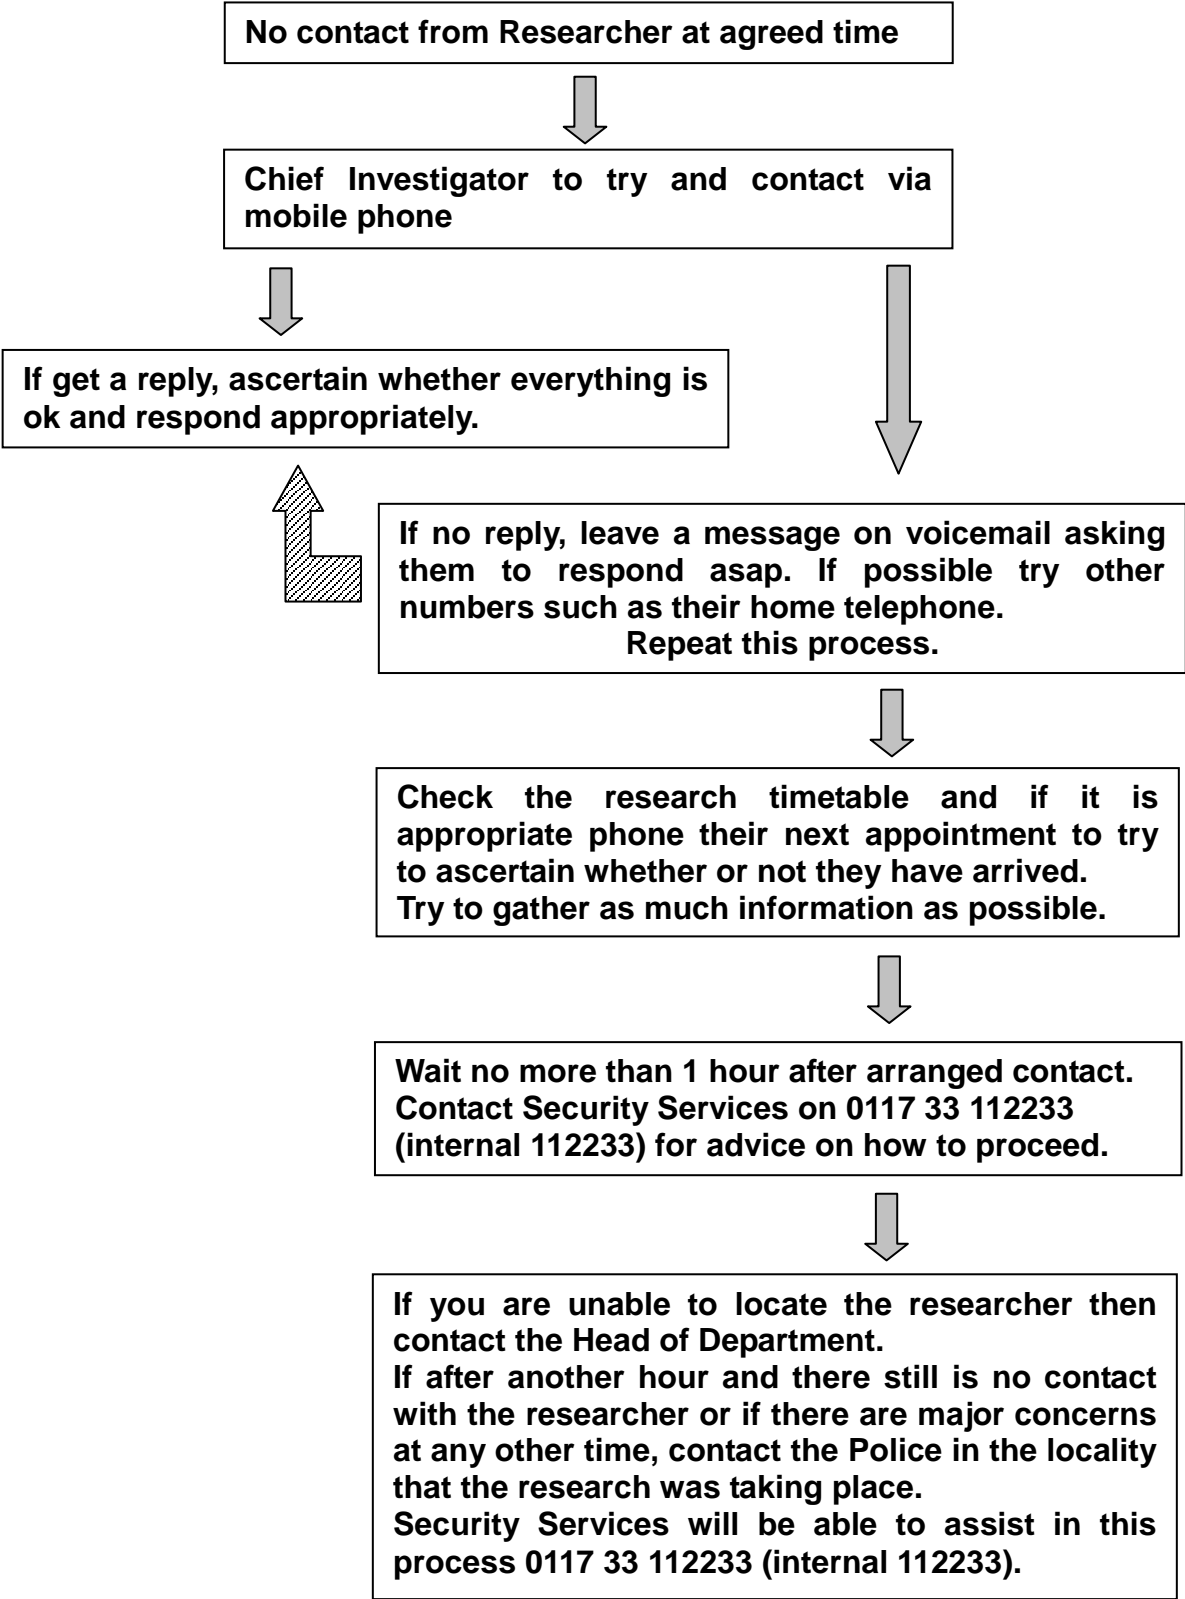 No contact from Researcher at agreed time
Chief Investigator to try and contact via
mobile phone
If get a reply, ascertain whether everything is
ok and respond appropriately.
If no reply, leave a message on voicemail asking
them to respond asap. If possible try other
numbers such as their home telephone.
Repeat this process.
Check the research timetable and if it is
appropriate phone their next appointment to try
to ascertain whether or not they have arrived.
Try to gather as much information as possible.
Wait no more than 1 hour after arranged contact.
Contact Security Services on 0117 33 112233
(internal 112233) for advice on how to proceed.
If you are unable to locate the researcher then
contact the Head of Department.
If after another hour and there still is no contact
with the researcher or if there are major concerns
at any other time, contact the Police in the locality
that the research was taking place.
Security Services will be able to assist in this
process 0117 33 112233 (internal 112233).